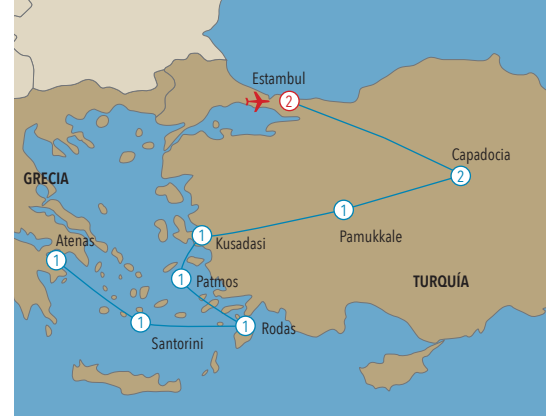 Estambul
2
Capadocia
2
GRECIA
1
Pamukkale
Atenas
1
Kusadasi
1
1
Patmos
TURQUÍA
1
Santorini
1
Rodas